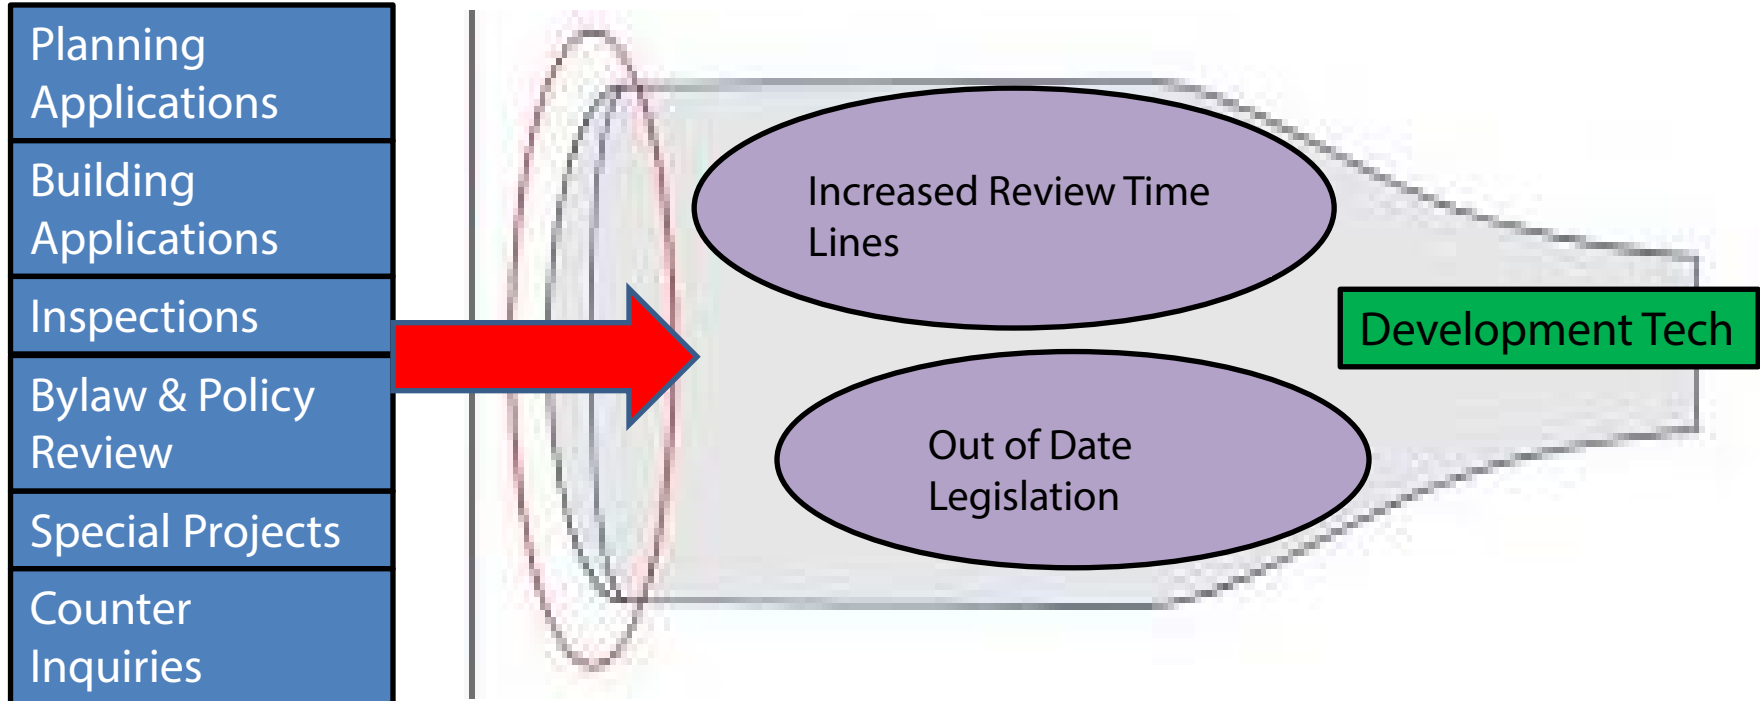 Planning
Applications
Building
Applications
Inspections
Bylaw & Policy
Review
Special Projects
Counter
Inquiries
Increased Review Time
Lines
Out of Date
Legislation
Development Tech